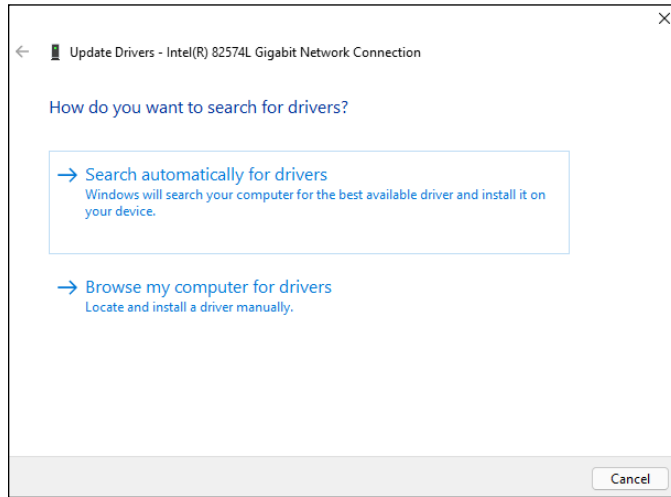 Update Drivers - Intel(R) 82574L Gigabit Network Connection
How do you want to search for drivers?
Search automatically for drivers
Windows will search your computer for the best available driver and install it on
your device.
Browse my computer for drivers
Locate and install a driver manually.
Cancel